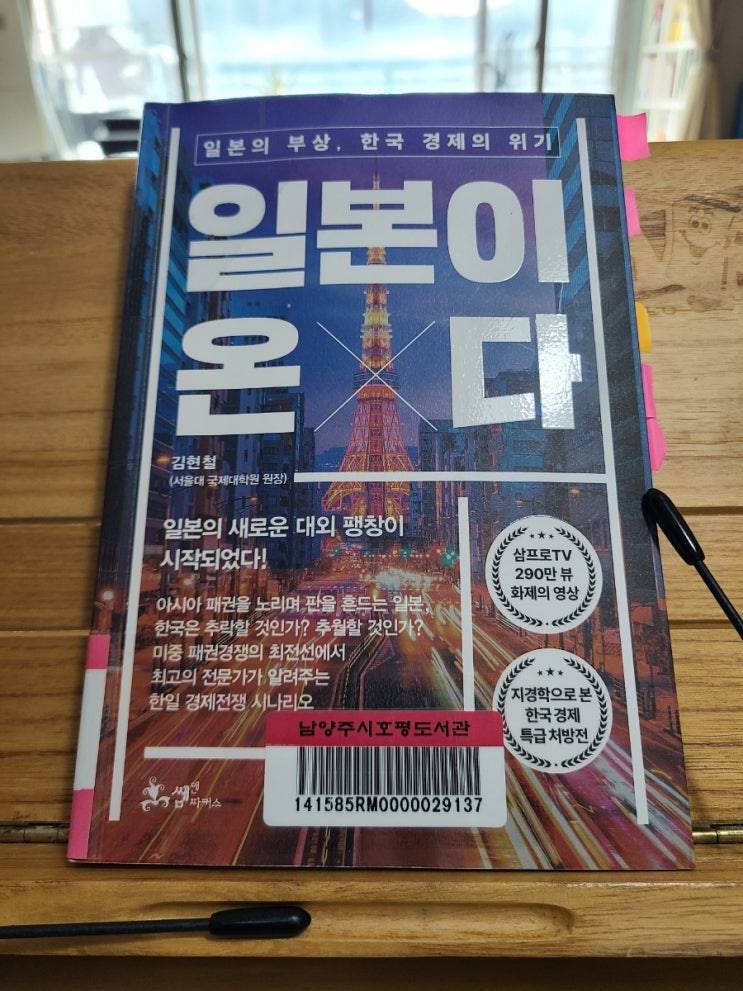 일본의 부상, 한국 경제의 위기
일본이
온다
김현철
(서울대 국제대학원 원장)
일본의 새로운 대외 팽창이
시작되었다!
아시아 패권을 노리며 판을 흔드는 일본,
한국은 추락할 것인가? 추월할 것인가?
미중 패권경쟁의 최전선에서
최고의 전문가가 알려주는
한일 경제전쟁 시나리오
삼프로TV
290만 뷰
화제의 영상
지경학으로 본
한국 경제
특급 처방전
남양주시호평도서관
141585RM0000029137
쌤앤파커스